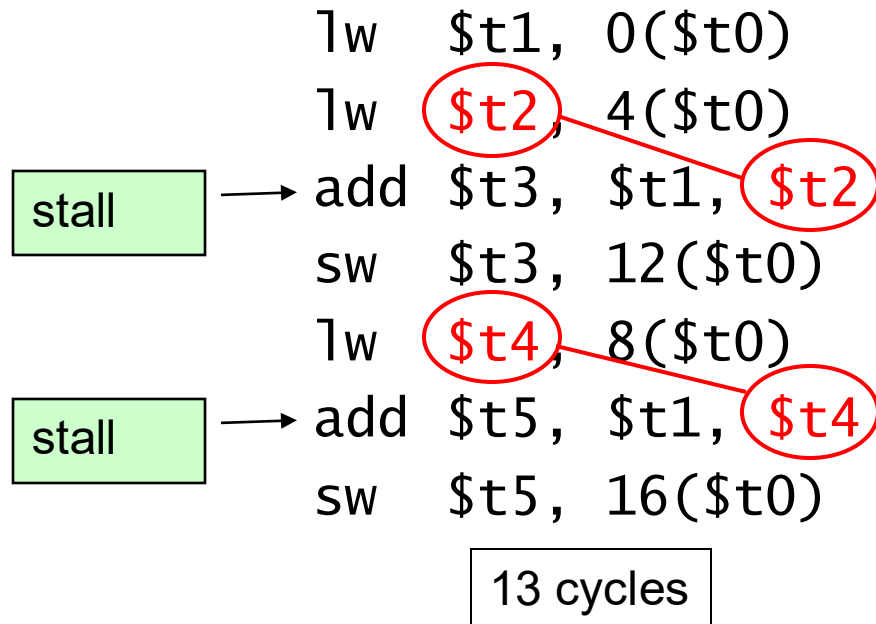 lw $t1, 0($t0)
lw $t2, 4($t0)
stall
add $t3, $t1, $t2
sw $t3, 12($t0)
lw $t4, 8($t0)
stall
add $t5, $t1, $t4
sw $t5, 16($t0)
13 cycles